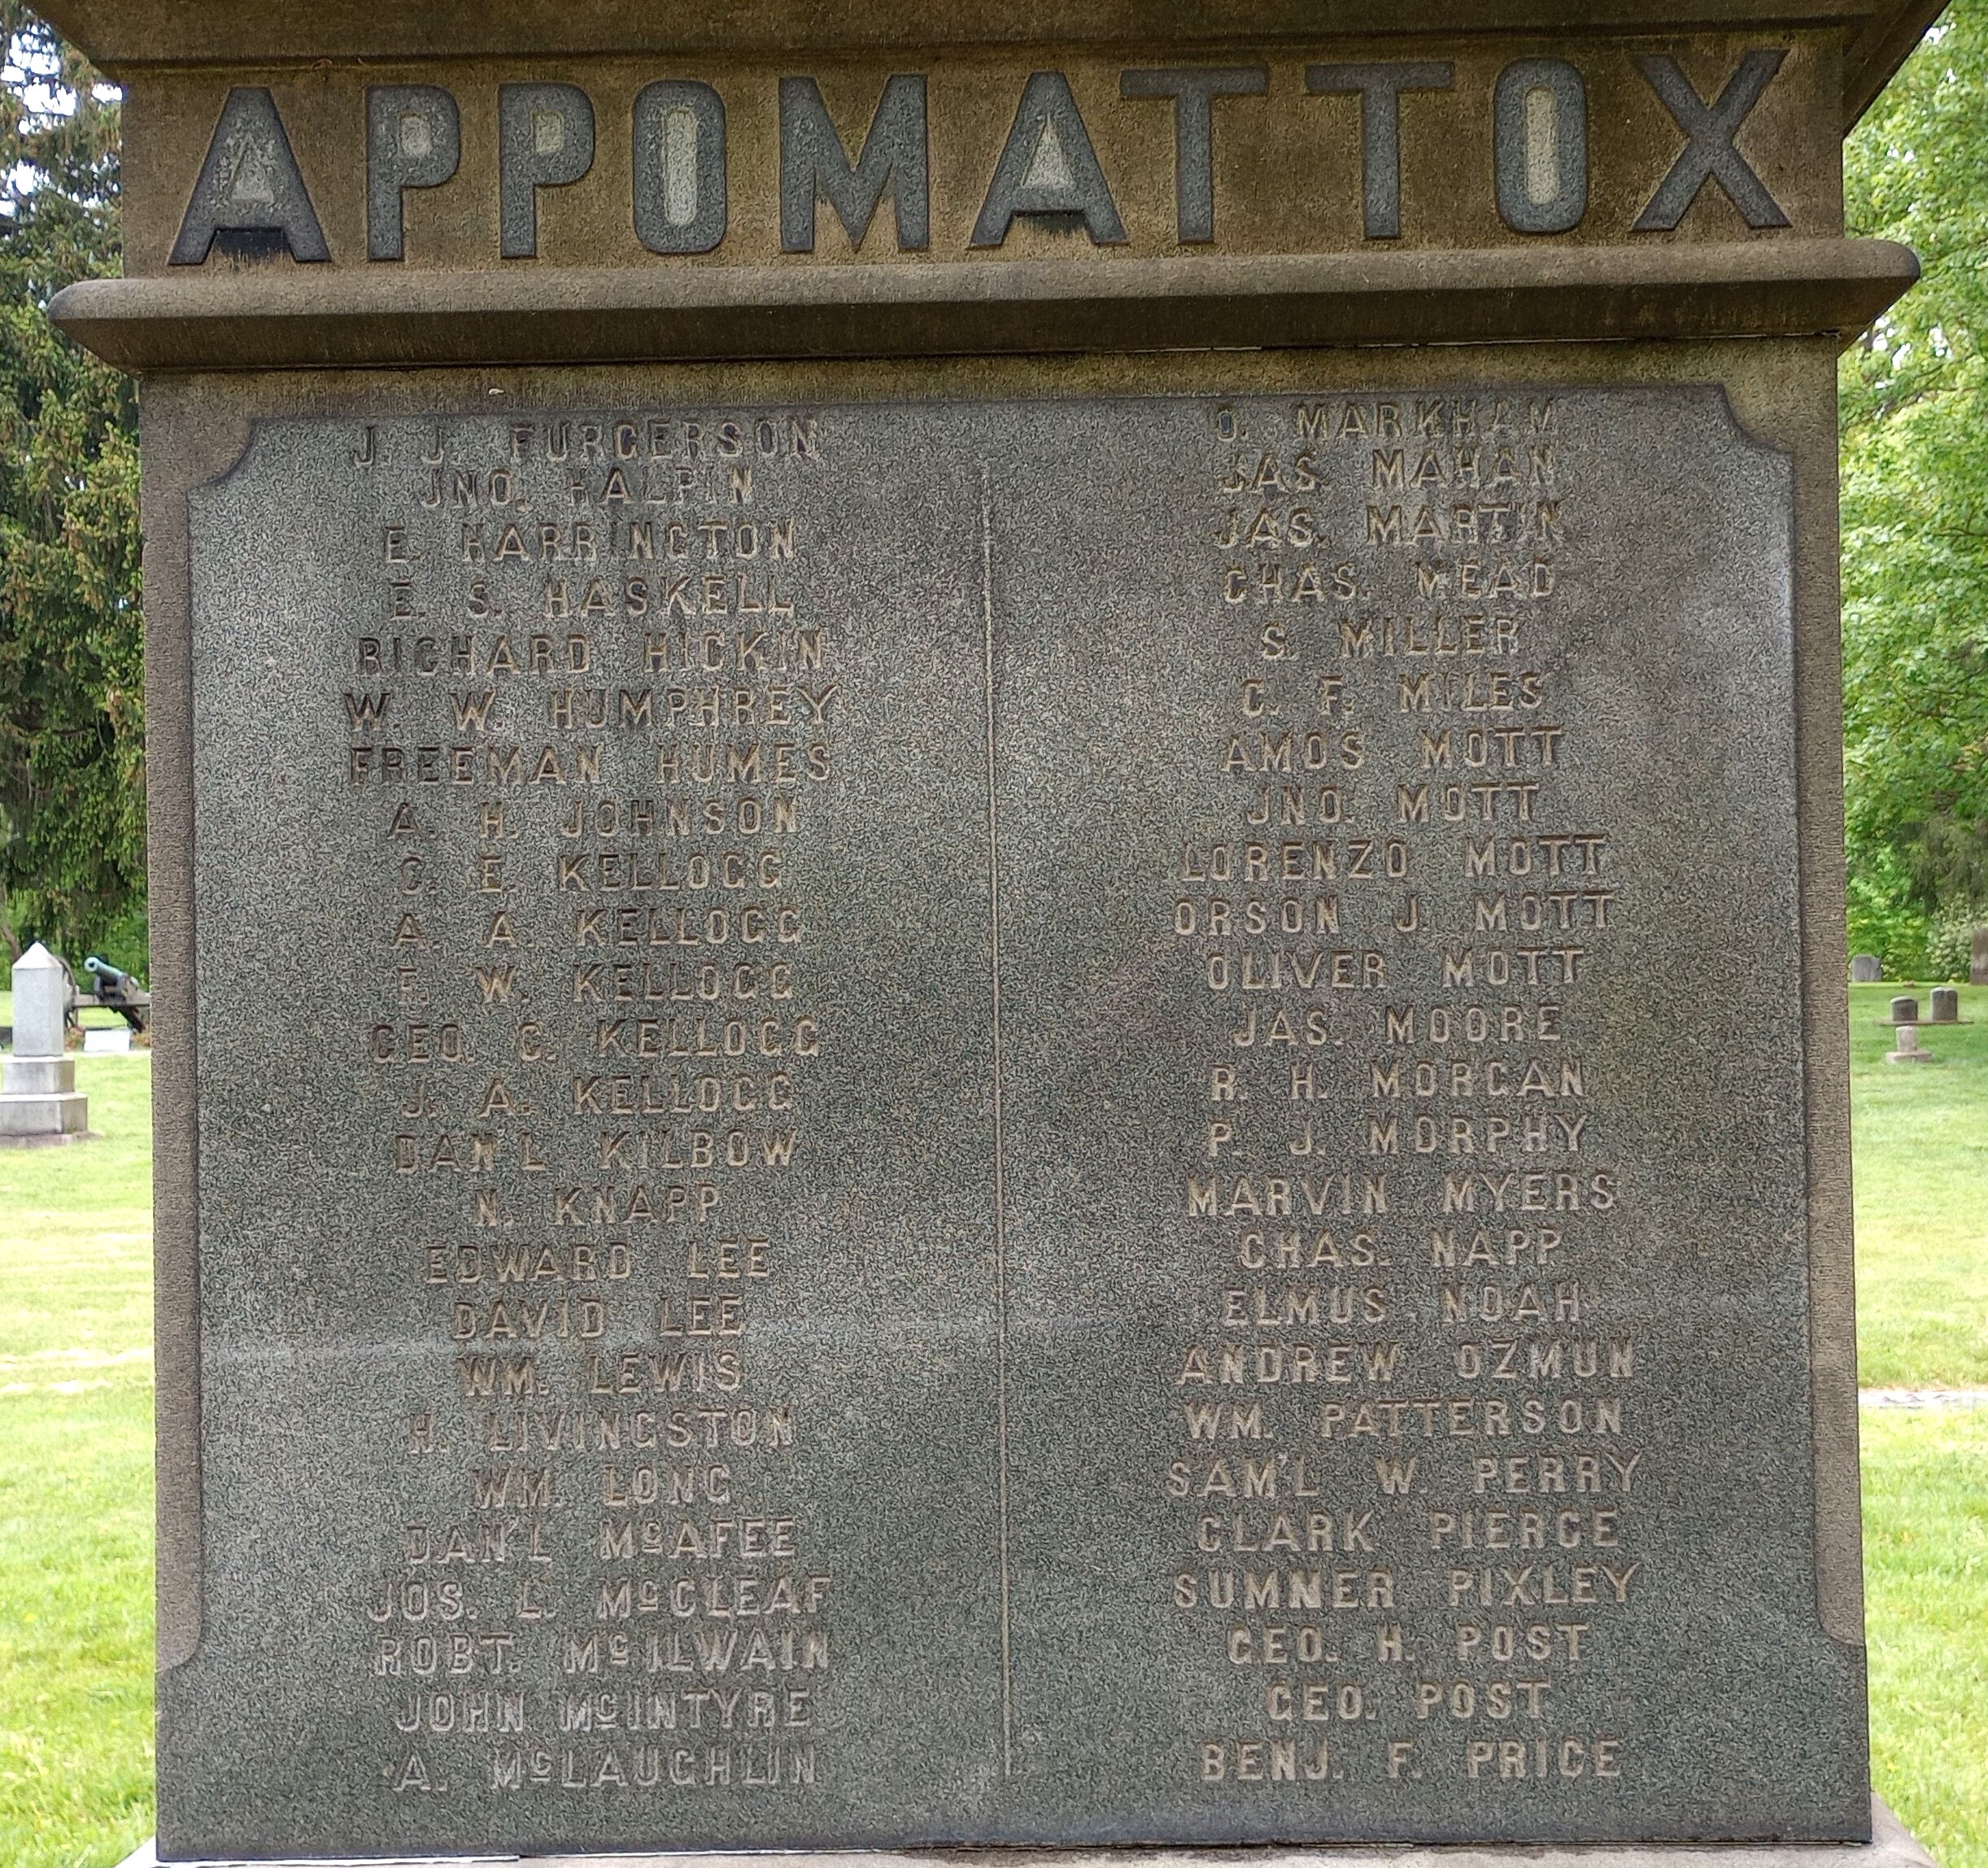 APPOMATTOX
J. J. FURGERSON
JNO. HALPIN
E. HARRINGTON
E. S. HASKELL
RICHARD HICKIN
W. W. HUMPHREY
FREEMAN HUMES
A. H. JOHNSON
C. E. KELLOGG
A. A. KELLOGG
E. W. KELLOGG
GEO. C. KELLOGG
J. A. KELLOGG
DAN'L KILBOW
N. KNAPP
EDWARD LEE
DAVID LEE
WM. LEWIS
H. LIVINGSTON
WM. LONG
DAN'L McAFEE
JOS. L. McCLEAF
ROBT. McILWAIN
JOHN McINTYRE
A. McLAUGHLIN
O. MARKHAM
JAS. MAHAN
JAS. MARTIN
CHAS. MEAD
S. MILLER
C. F. MILES
AMOS MOTT
JNO. MOTT
LORENZO MOTT
ORSON J. MOTT
OLIVER MOTT
JAS. MOORE
R. H. MORGAN
P. J. MORPHY
MARVIN MYERS
CHAS. NAPP
ELMUS NOAH
ANDREW OZMUN
WM. PATTERSON
SAM'L W. PERRY
CLARK PIERCE
SUMNER PIXLEY
GEO. H. POST
GEO. POST
BENJ. F. PRICE